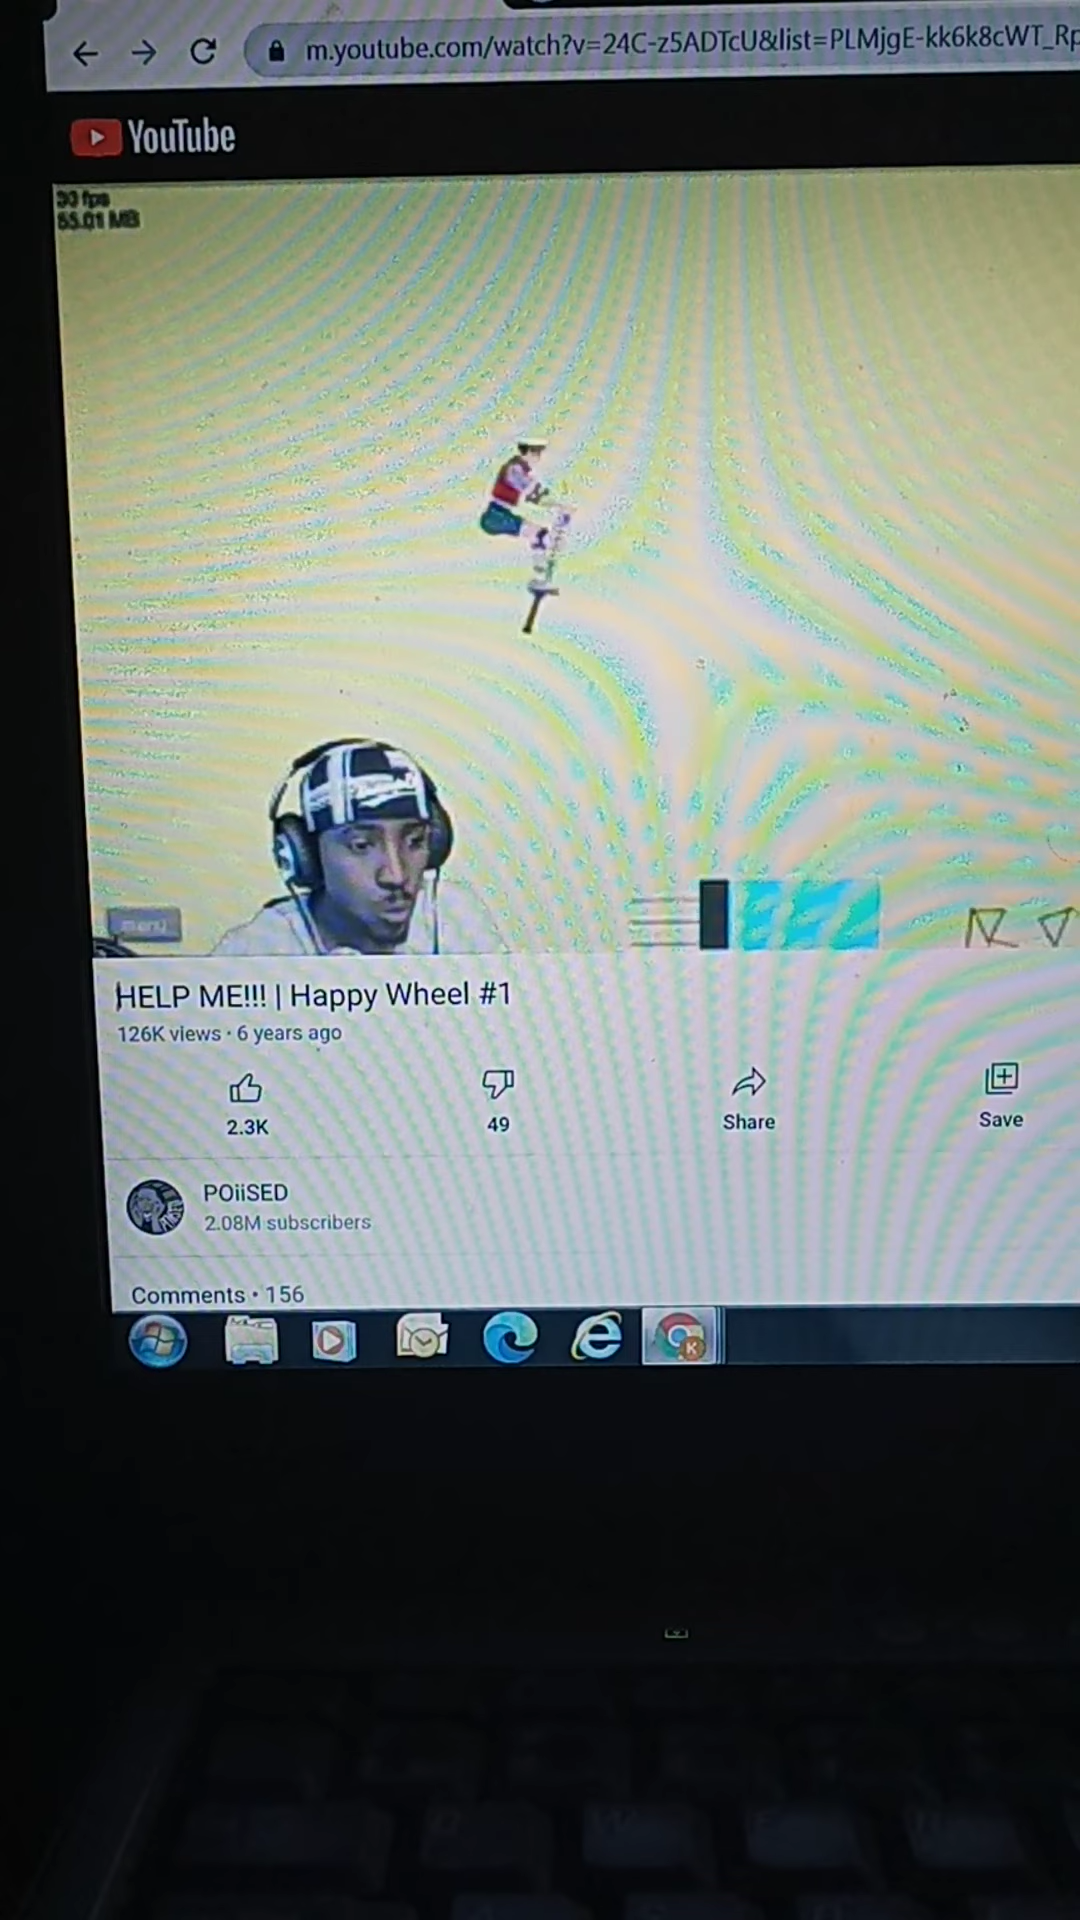 m.youtube.com/watch?v=24C-z5ADTcU&list=PLMjgE-kk6k8cWT_Rp
YouTube
30 fps
55.01 MB
menu
HELP ME!!! | Happy Wheel #1
126K views · 6 years ago
2.3K
49
Share
Save
POiiSED
2.08M subscribers
Comments · 156
K